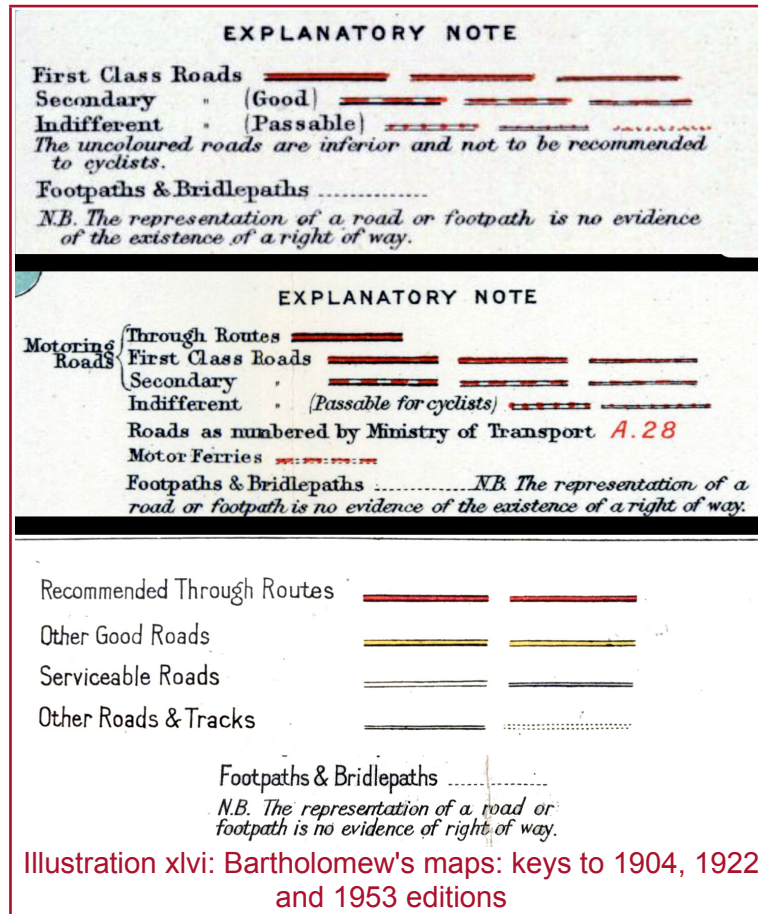 EXPLANATORY NOTE
First Class Roads
Secondary " (Good)
Indifferent " (Passable)
The uncoloured roads are inferior and not to be recommended
to cyclists.
Footpaths & Bridlepaths ..............
N.B. The representation of a road or footpath is no evidence
of the existence of a right of way.
EXPLANATORY NOTE
Motoring Roads
Through Routes
First Class Roads
Secondary "
Indifferent " (Passable for cyclists)
Roads as numbered by Ministry of Transport A.28
Motor Ferries
Footpaths & Bridlepaths .............. N.B. The representation of a
road or footpath is no evidence of the existence of a right of way.
Recommended Through Routes
Other Good Roads
Serviceable Roads
Other Roads & Tracks
Footpaths & Bridlepaths ..............
N.B. The representation of a road or
footpath is no evidence of right of way.
Illustration xlvi: Bartholomew's maps: keys to 1904, 1922
and 1953 editions